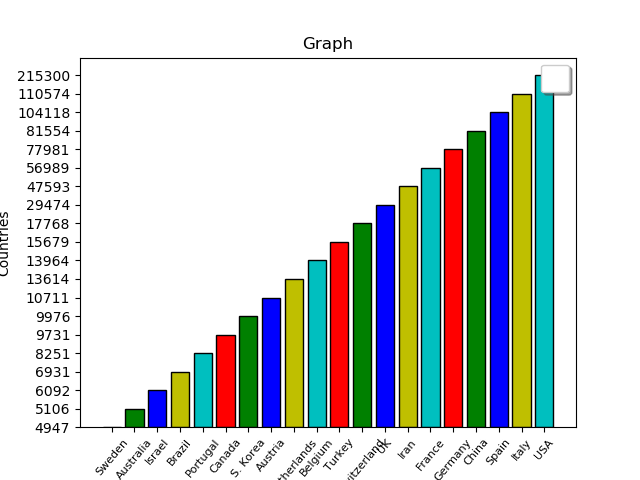 Graph
215300
110574
104118
81554
77981
56989
47593
29474
17768
15679
13964
13614
10711
9976
9731
8251
6931
6092
5106
4947
Countries
Sweden
Australia
Israel
Brazil
Portugal
Canada
S. Korea
Austria
therlands
Belgium
Turkey
itzerland
UK
Iran
France
Germany
China
Spain
Italy
USA